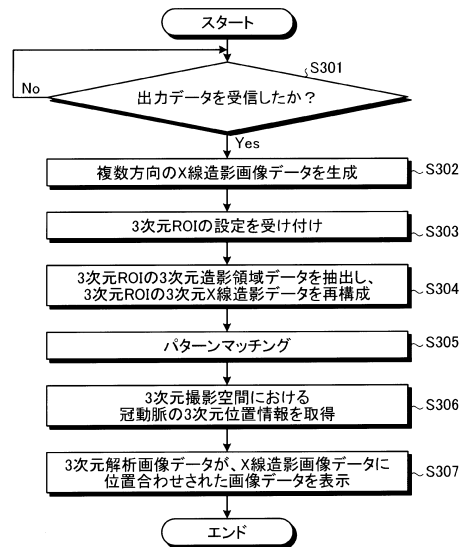 スタート
S301
出力データを受信したか？
No
Yes
複数方向のX線造影画像データを生成
S302
3次元ROIの設定を受け付け
S303
3次元ROIの3次元造影領域データを抽出し、
3次元ROIの3次元X線造影データを再構成
S304
パターンマッチング
S305
3次元撮影空間における
冠動脈の3次元位置情報を取得
S306
3次元解析画像データが、X線造影画像データに
位置合わせされた画像データを表示
S307
エンド